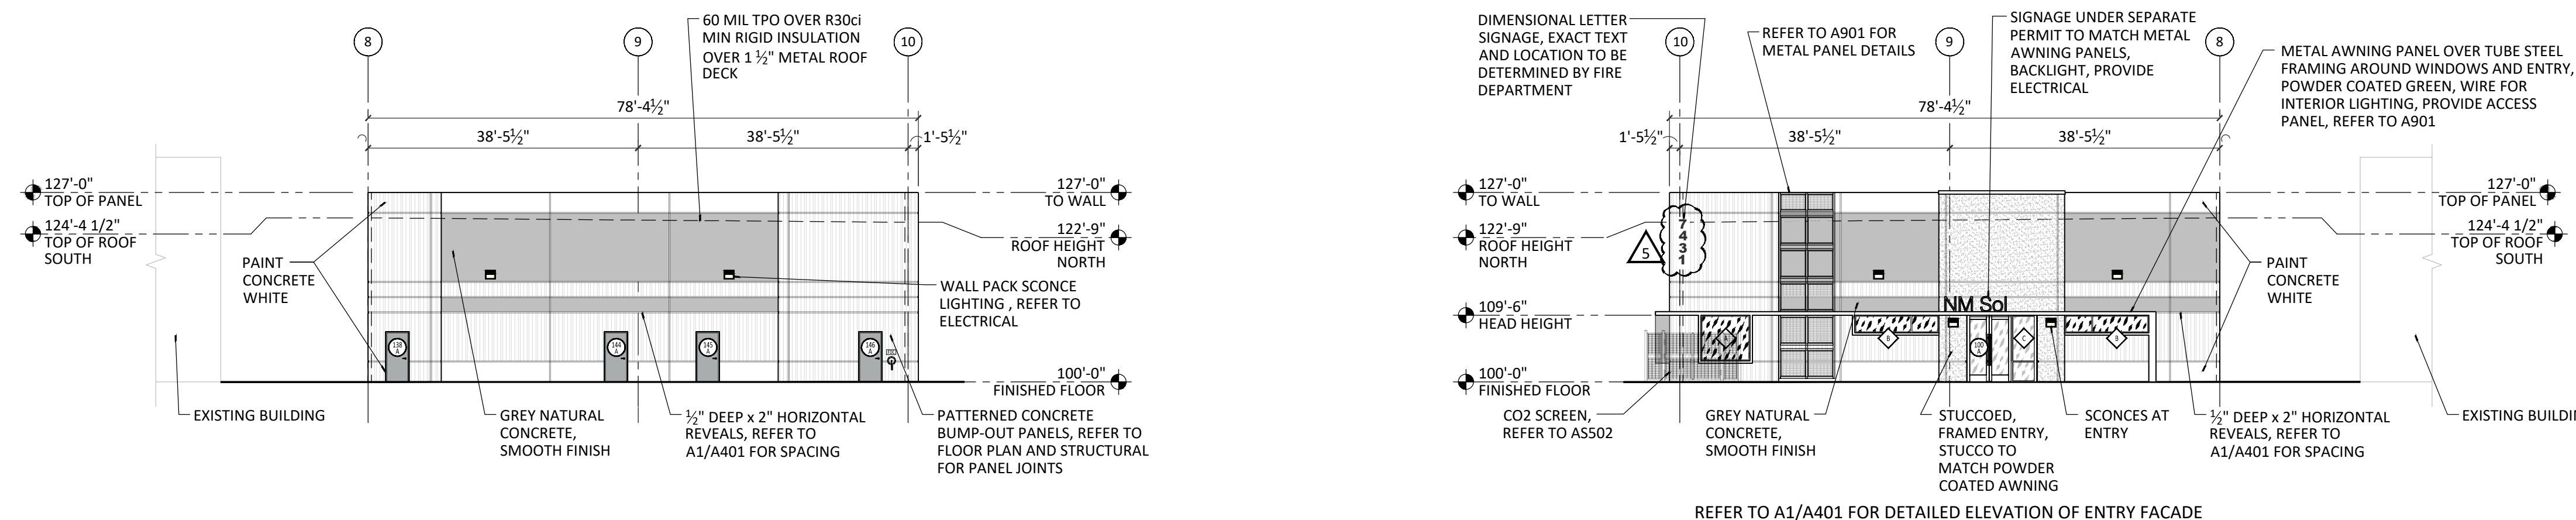 8
9
10
60 MIL TPO OVER R30ci
MIN RIGID INSULATION
OVER 1 ½" METAL ROOF
DECK
78'-4½"
38'-5½"
38'-5½"
1'-5½"
127'-0"
TOP OF PANEL
124'-4 1/2"
TOP OF ROOF
SOUTH
127'-0"
TO WALL
122'-9"
ROOF HEIGHT
NORTH
PAINT
CONCRETE
WHITE
WALL PACK SCONCE
LIGHTING , REFER TO
ELECTRICAL
138
A
144
A
145
A
146
A
100'-0"
FINISHED FLOOR
EXISTING BUILDING
GREY NATURAL
CONCRETE,
SMOOTH FINISH
½" DEEP x 2" HORIZONTAL
REVEALS, REFER TO
A1/A401 FOR SPACING
PATTERNED CONCRETE
BUMP-OUT PANELS, REFER TO
FLOOR PLAN AND STRUCTURAL
FOR PANEL JOINTS
DIMENSIONAL LETTER
SIGNAGE, EXACT TEXT
AND LOCATION TO BE
DETERMINED BY FIRE
DEPARTMENT
10
REFER TO A901 FOR
METAL PANEL DETAILS
9
SIGNAGE UNDER SEPARATE
PERMIT TO MATCH METAL
AWNING PANELS,
BACKLIGHT, PROVIDE
ELECTRICAL
8
METAL AWNING PANEL OVER TUBE STEEL
FRAMING AROUND WINDOWS AND ENTRY,
POWDER COATED GREEN, WIRE FOR
INTERIOR LIGHTING, PROVIDE ACCESS
PANEL, REFER TO A901
78'-4½"
1'-5½"
38'-5½"
38'-5½"
127'-0"
TO WALL
122'-9"
ROOF HEIGHT
NORTH
5
7
4
3
1
109'-6"
HEAD HEIGHT
100'-0"
FINISHED FLOOR
127'-0"
TOP OF PANEL
124'-4 1/2"
TOP OF ROOF
SOUTH
PAINT
CONCRETE
WHITE
NM Sol
B
100
A
C
B
CO2 SCREEN,
REFER TO AS502
GREY NATURAL
CONCRETE,
SMOOTH FINISH
STUCCOED,
FRAMED ENTRY,
STUCCO TO
MATCH POWDER
COATED AWNING
SCONCES AT
ENTRY
½" DEEP x 2" HORIZONTAL
REVEALS, REFER TO
A1/A401 FOR SPACING
EXISTING BUILDIN
REFER TO A1/A401 FOR DETAILED ELEVATION OF ENTRY FACADE